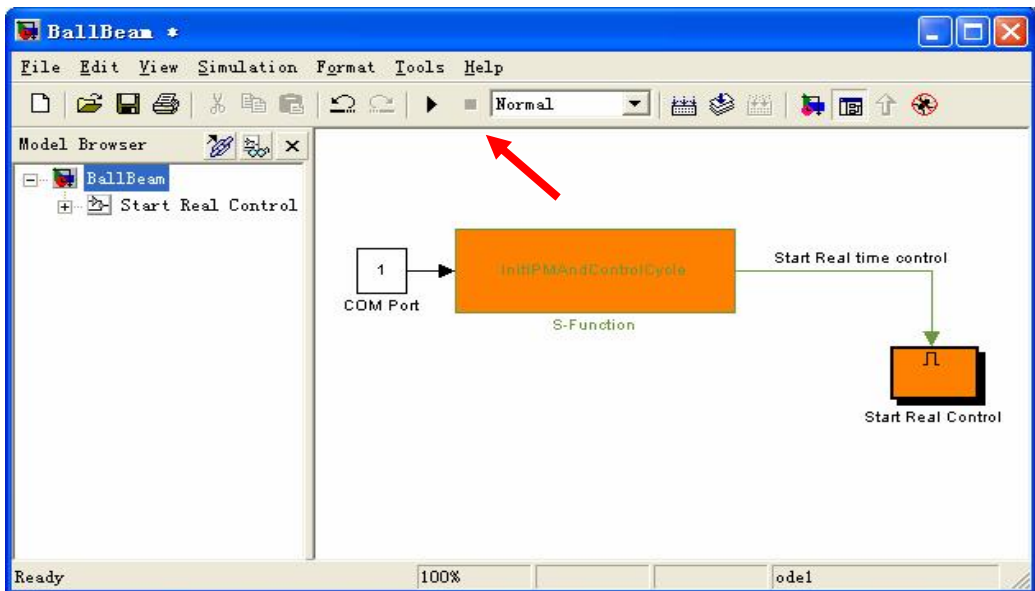 BallBeam *
File Edit View Simulation Format Tools Help
Normal
Model Browser
BallBeam
Start Real Control
1
COM Port
InitIPMAndControlCycle
S-Function
Start Real time control
Start Real Control
Ready 100% ode1